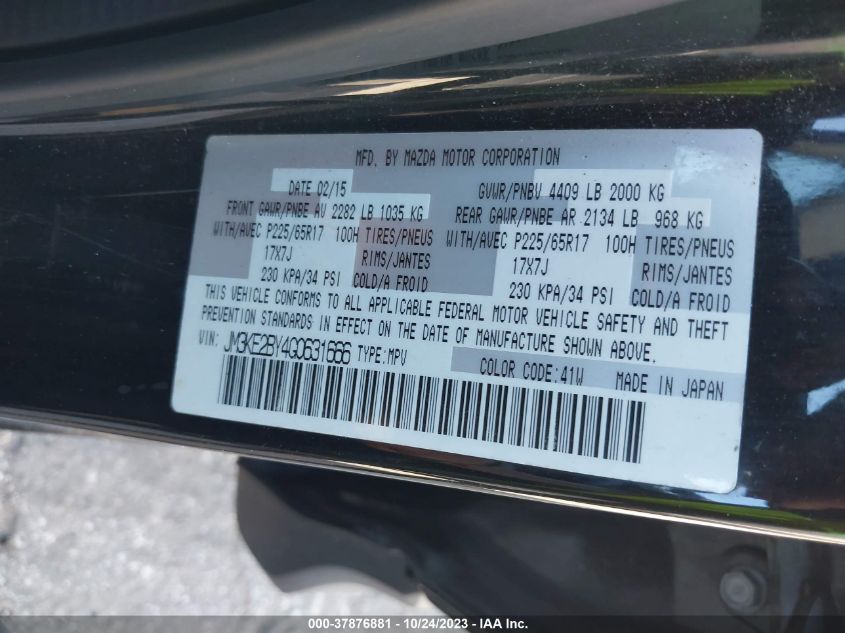 MFD. BY MAZDA MOTOR CORPORATION
DATE 02/15 GVWR/PNBV 4409 LB 2000 KG
FRONT GAWR/PNBE AV 2282 LB 1035 KG REAR GAWR/PNBE AR 2134 LB 968 KG
WITH/AVEC P225/65R17 100H TIRES/PNEUS WITH/AVEC P225/65R17 100H TIRES/PNEUS
17X7J RIMS/JANTES 17X7J RIMS/JANTES
230 KPA/34 PSI COLD/A FROID 230 KPA/34 PSI COLD/A FROID
THIS VEHICLE CONFORMS TO ALL APPLICABLE FEDERAL MOTOR VEHICLE SAFETY AND THEFT
PREVENTION STANDARDS IN EFFECT ON THE DATE OF MANUFACTURE SHOWN ABOVE.
VIN: JM3KE2BY4G0631666 TYPE:MPV COLOR CODE:41W MADE IN JAPAN
000-37876881 - 10/24/2023 - IAA Inc.